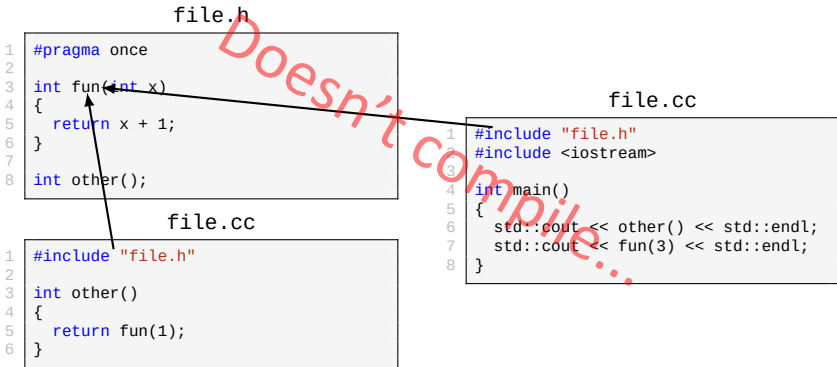 file.h
1 #pragma once
2
3 int fun(int x)
4 {
5   return x + 1;
6 }
7
8 int other();
file.cc
1 #include "file.h"
2
3 int other()
4 {
5   return fun(1);
6 }
file.cc
1 #include "file.h"
2 #include <iostream>
3
4 int main()
5 {
6   std::cout << other() << std::endl;
7   std::cout << fun(3) << std::endl;
8 }
Doesn't compile...